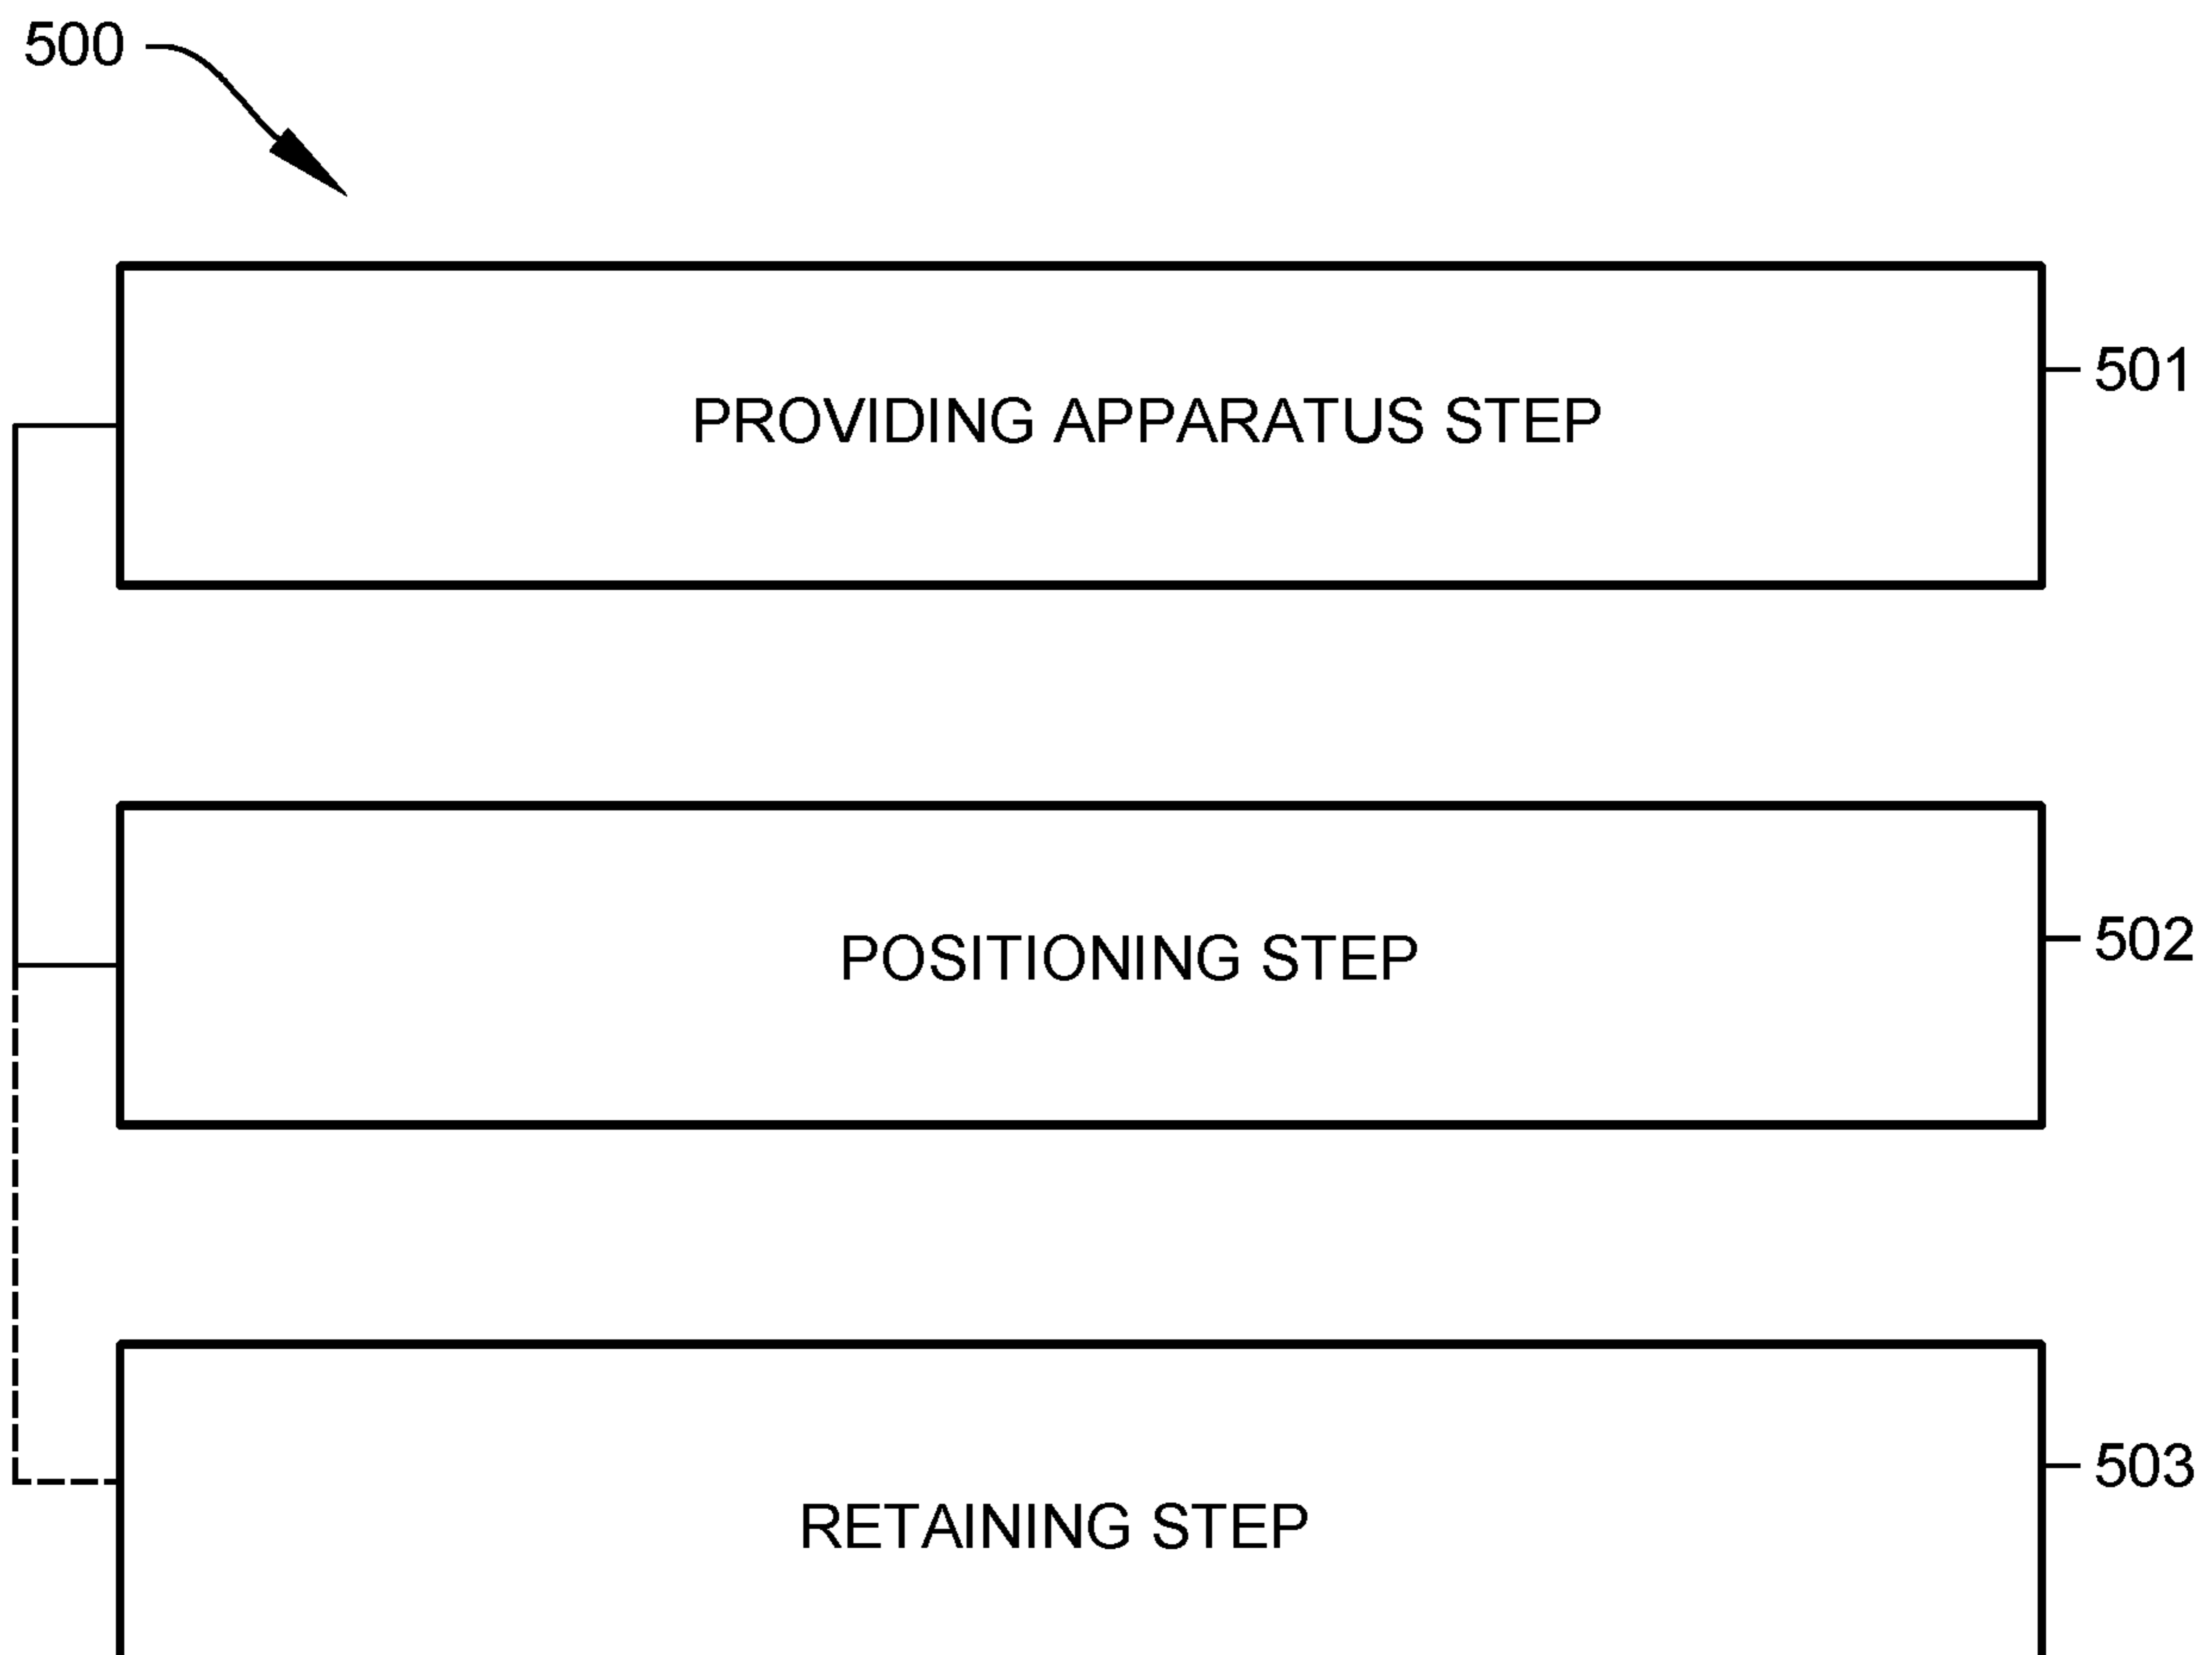 500
PROVIDING APPARATUS STEP
501
POSITIONING STEP
502
RETAINING STEP
503